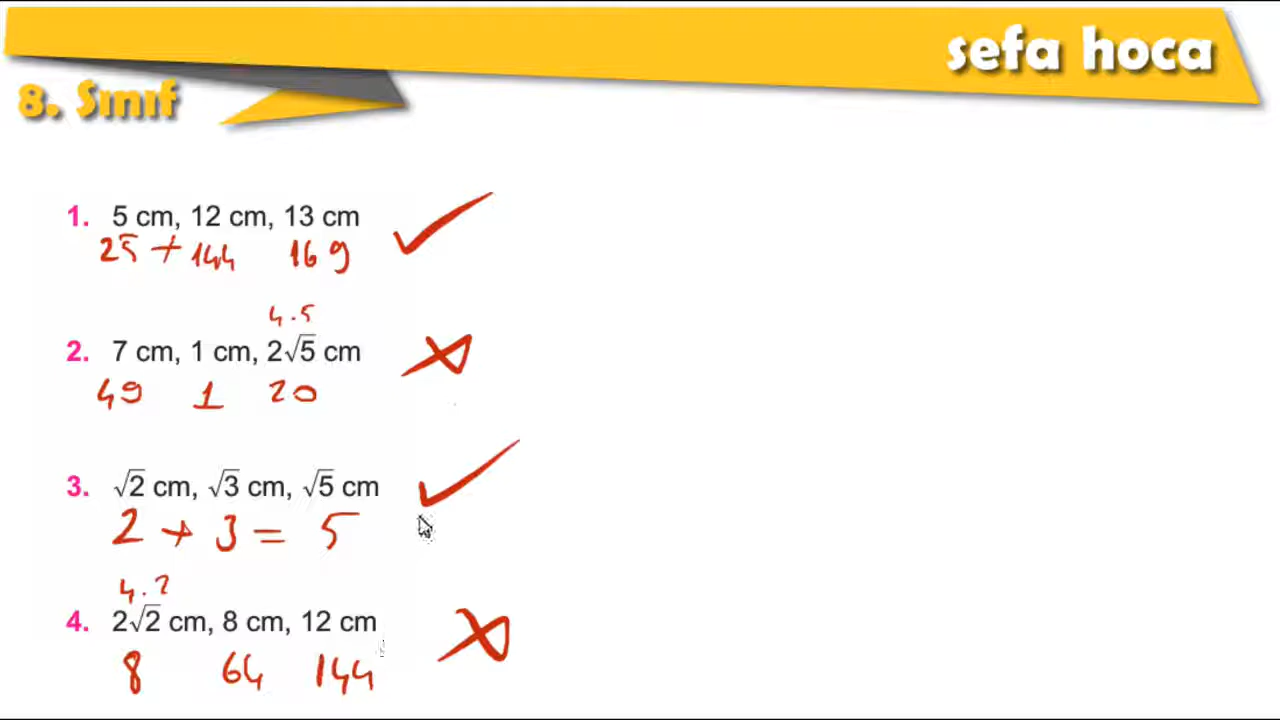 sefa hoca
8. Sınıf
1. 5 cm, 12 cm, 13 cm
25 + 144 169
4.5
2. 7 cm, 1 cm, 2√5 cm
49 1 20
3. √2 cm, √3 cm, √5 cm
2 + 3 = 5
4.2
4. 2√2 cm, 8 cm, 12 cm
8 64 144